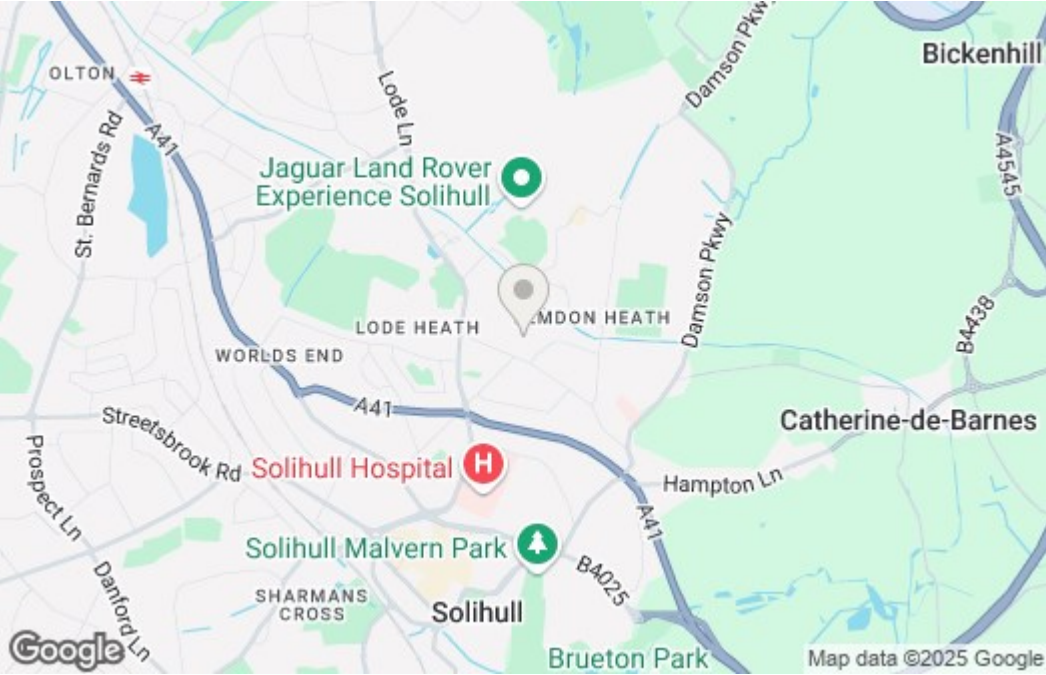 Bickenhill
OLTON
Damson Pkwy
Lode Ln
A41
St. Bernards Rd
A4545
Jaguar Land Rover
Experience Solihull
Damson Pkwy
LODE HEATH
EMDON HEATH
B4438
WORLDS END
A41
Streetsbrook Rd
Catherine-de-Barnes
Prospect Ln
Solihull Hospital
H
Hampton Ln
A41
Solihull Malvern Park
B4025
Danford Ln
SHARMANS
CROSS
Solihull
Brueton Park
Google
Map data ©2025 Google